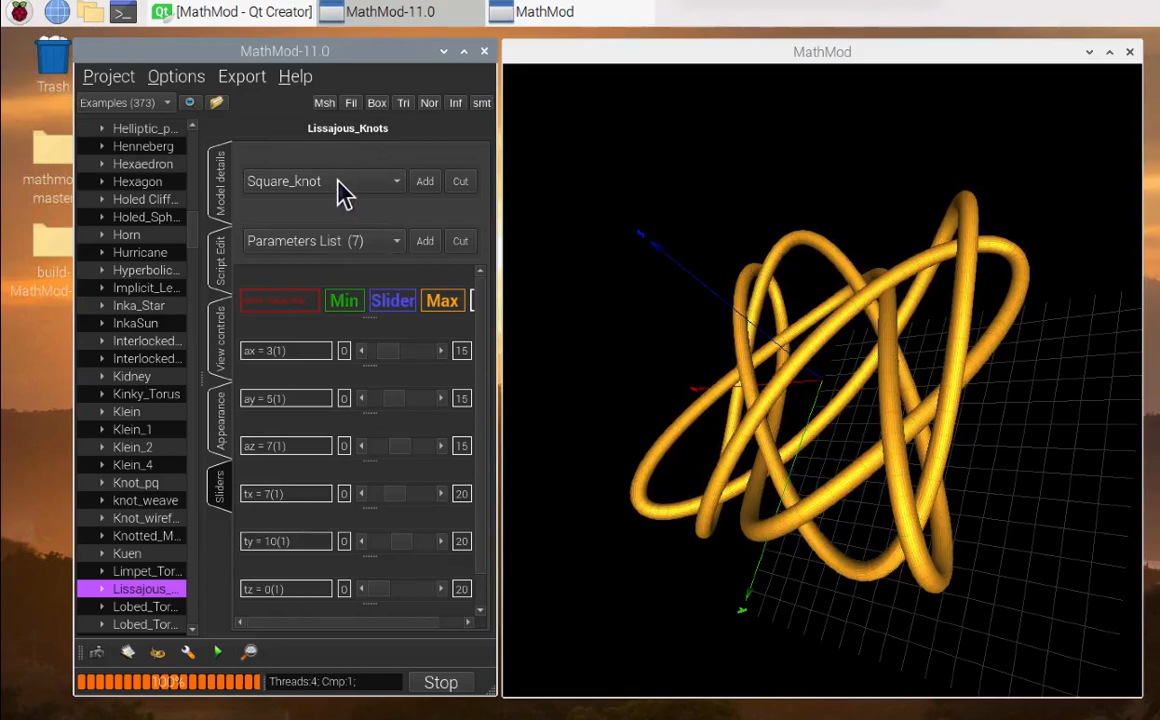 [MathMod - Qt Creator]
MathMod-11.0
MathMod
Trash
mathmod
master
build-
MathMod-
MathMod-11.0
Project
Options
Export
Help
Examples (373)
Msh
Fil
Box
Tri
Nor
Inf
smt
Helliptic_p...
Henneberg
Hexaedron
Hexagon
Holed Cliff...
Holed_Sph...
Horn
Hurricane
Hyperbolic...
Implicit_Le...
Inka_Star
InkaSun
Interlocked...
Interlocked...
Kidney
Kinky_Torus
Klein
Klein_1
Klein_2
Klein_4
Knot_pq
knot_weave
Knot_wiref...
Knotted_M...
Kuen
Limpet_Tor...
Lissajous_...
Lobed_Tor...
Lobed_Tor...
Model details
Script Edit
View controls
Appearance
Sliders
Lissajous_Knots
Square_knot
Add
Cut
Parameters List (7)
Add
Cut
Min
Slider
Max
ax = 3(1)
0
15
ay = 5(1)
0
15
az = 7(1)
0
15
tx = 7(1)
0
20
ty = 10(1)
0
20
tz = 0(1)
0
20
100%
Threads:4; Cmp:1;
Stop
MathMod